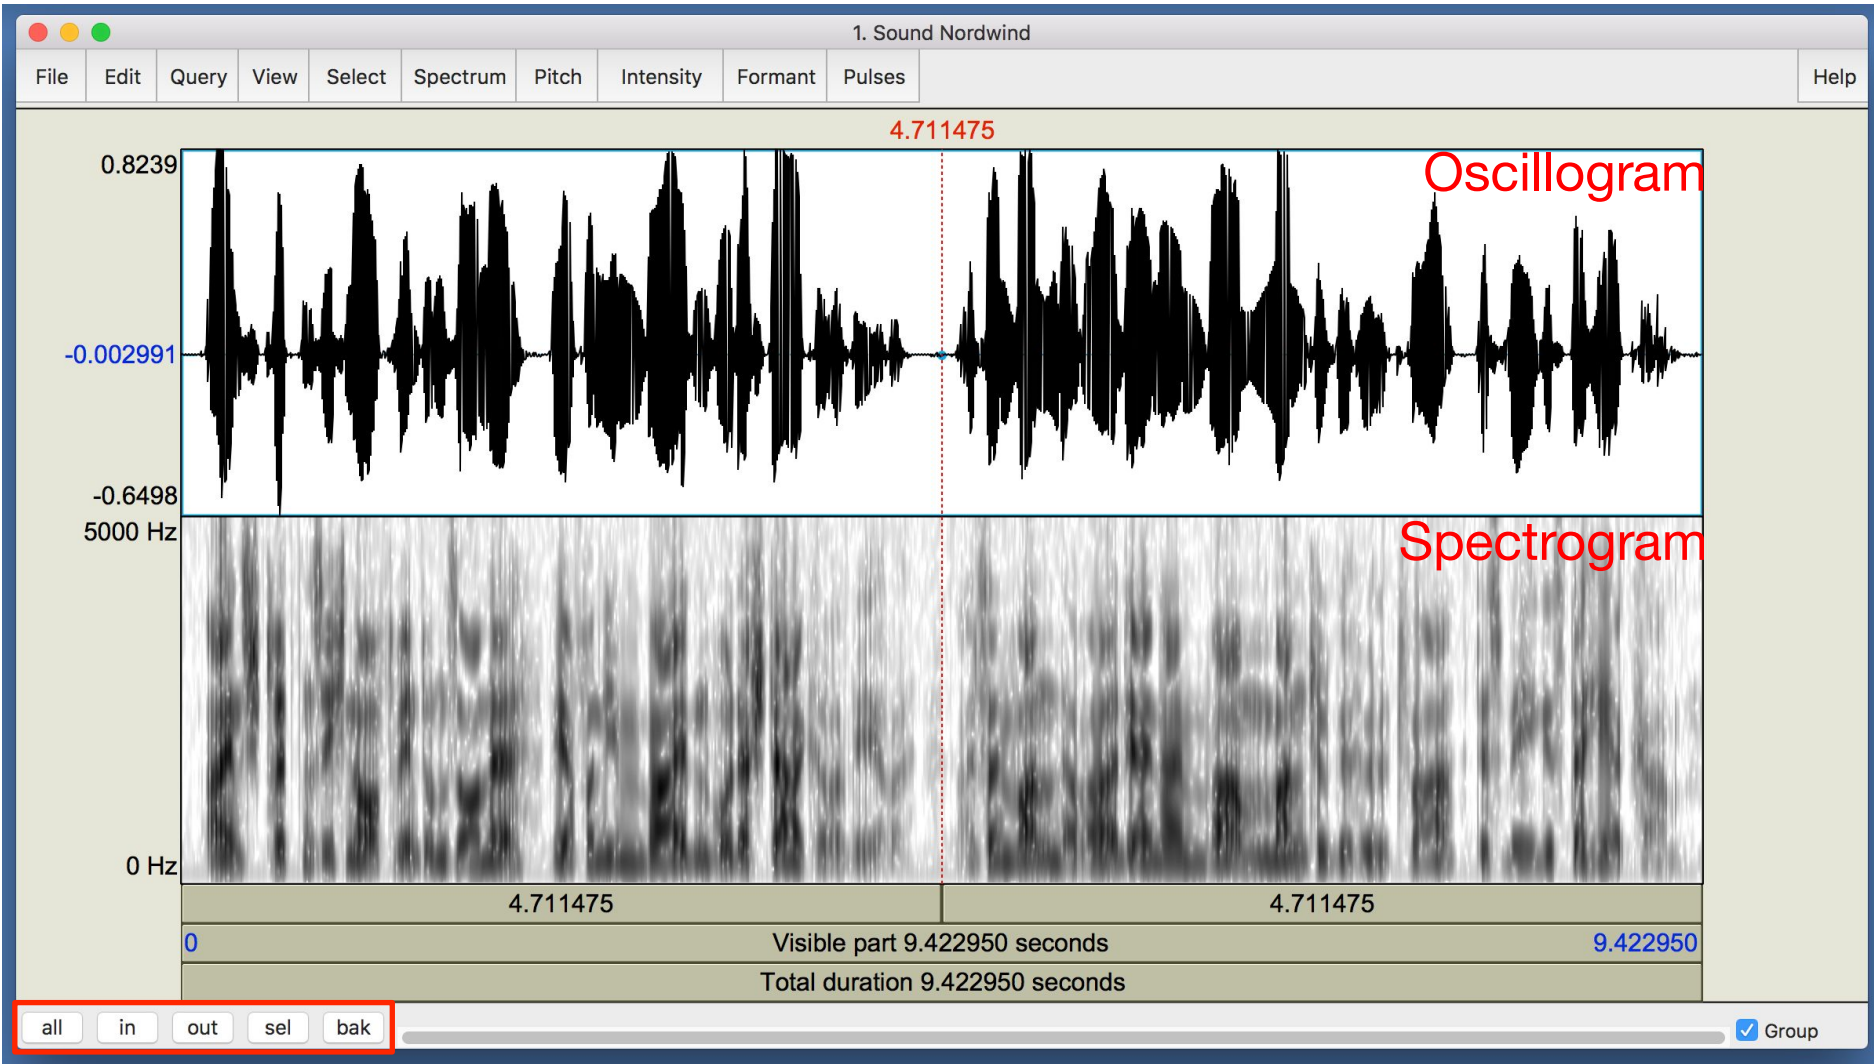 1. Sound Nordwind
File Edit Query View Select Spectrum Pitch Intensity Formant Pulses Help
4.711475
0.8239
Oscillogram
-0.002991
-0.6498
5000 Hz
Spectrogram
0 Hz
4.711475 4.711475
0 Visible part 9.422950 seconds 9.422950
Total duration 9.422950 seconds
all in out sel bak Group